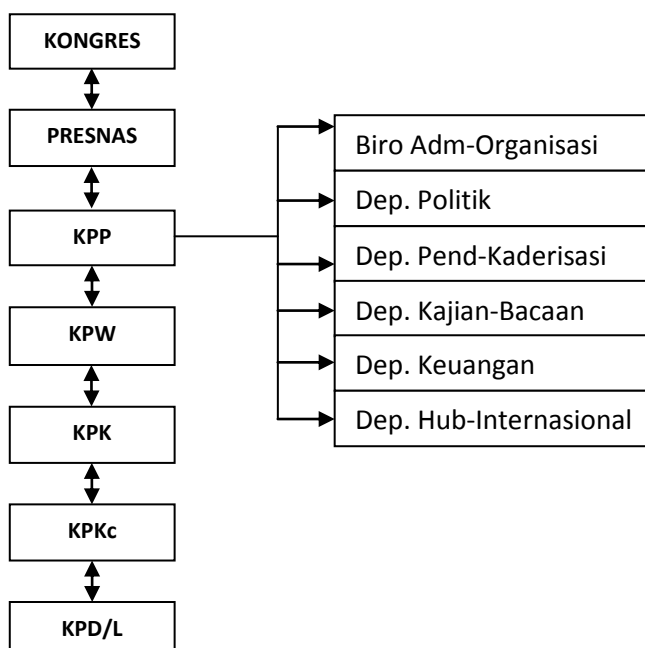 KONGRES
PRESNAS
KPP
KPW
KPK
KPKc
KPD/L
Biro Adm-Organisasi
Dep. Politik
Dep. Pend-Kaderisasi
Dep. Kajian-Bacaan
Dep. Keuangan
Dep. Hub-Internasional